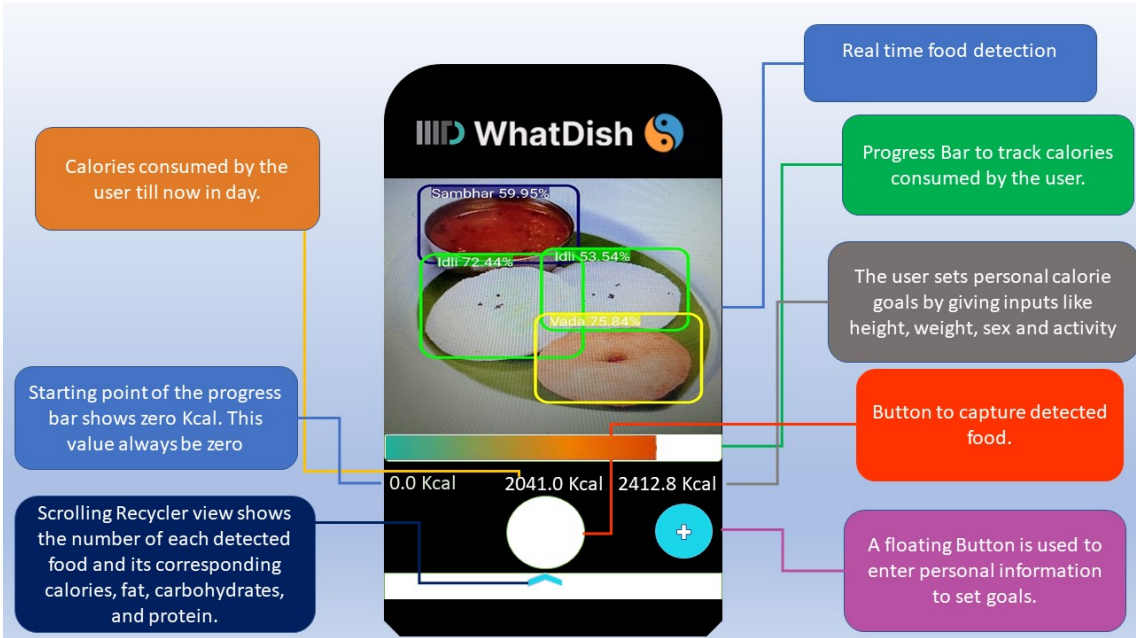 Real time food detection
IIITD WhatDish
Calories consumed by the
user till now in day.
Progress Bar to track calories
consumed by the user.
Sambhar 59.95%
Idli 72.44%
Idli 53.54%
Vada 75.84%
The user sets personal calorie
goals by giving inputs like
height, weight, sex and activity
Starting point of the progress
bar shows zero Kcal. This
value always be zero
Button to capture detected
food.
0.0 Kcal
2041.0 Kcal
2412.8 Kcal
+
Scrolling Recycler view shows
the number of each detected
food and its corresponding
calories, fat, carbohydrates,
and protein.
A floating Button is used to
enter personal information
to set goals.